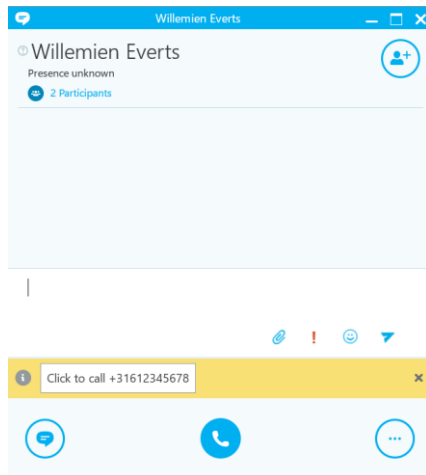 Willemien Everts
Willemien Everts
Presence unknown
2 Participants
!
Click to call +31612345678